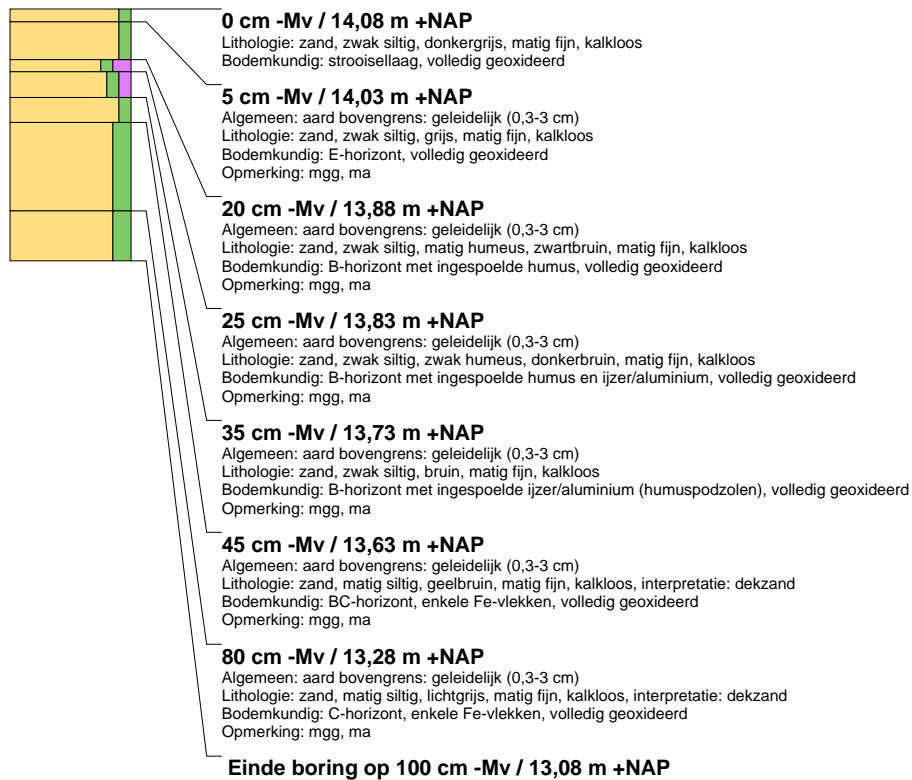 0 cm -Mv / 14,08 m +NAP
Lithologie: zand, zwak siltig, donkergrijs, matig fijn, kalkloos
Bodemkundig: strooisellaag, volledig geoxideerd
5 cm -Mv / 14,03 m +NAP
Algemeen: aard bovengrens: geleidelijk (0,3-3 cm)
Lithologie: zand, zwak siltig, grijs, matig fijn, kalkloos
Bodemkundig: E-horizont, volledig geoxideerd
Opmerking: mgg, ma
20 cm -Mv / 13,88 m +NAP
Algemeen: aard bovengrens: geleidelijk (0,3-3 cm)
Lithologie: zand, zwak siltig, matig humeus, zwartbruin, matig fijn, kalkloos
Bodemkundig: B-horizont met ingespoelde humus, volledig geoxideerd
Opmerking: mgg, ma
25 cm -Mv / 13,83 m +NAP
Algemeen: aard bovengrens: geleidelijk (0,3-3 cm)
Lithologie: zand, zwak siltig, zwak humeus, donkerbruin, matig fijn, kalkloos
Bodemkundig: B-horizont met ingespoelde humus en ijzer/aluminium, volledig geoxideerd
Opmerking: mgg, ma
35 cm -Mv / 13,73 m +NAP
Algemeen: aard bovengrens: geleidelijk (0,3-3 cm)
Lithologie: zand, zwak siltig, bruin, matig fijn, kalkloos
Bodemkundig: B-horizont met ingespoelde ijzer/aluminium (humuspodzolen), volledig geoxideerd
Opmerking: mgg, ma
45 cm -Mv / 13,63 m +NAP
Algemeen: aard bovengrens: geleidelijk (0,3-3 cm)
Lithologie: zand, matig siltig, geelbruin, matig fijn, kalkloos, interpretatie: dekzand
Bodemkundig: BC-horizont, enkele Fe-vlekken, volledig geoxideerd
Opmerking: mgg, ma
80 cm -Mv / 13,28 m +NAP
Algemeen: aard bovengrens: geleidelijk (0,3-3 cm)
Lithologie: zand, matig siltig, lichtgrijs, matig fijn, kalkloos, interpretatie: dekzand
Bodemkundig: C-horizont, enkele Fe-vlekken, volledig geoxideerd
Opmerking: mgg, ma
Einde boring op 100 cm -Mv / 13,08 m +NAP